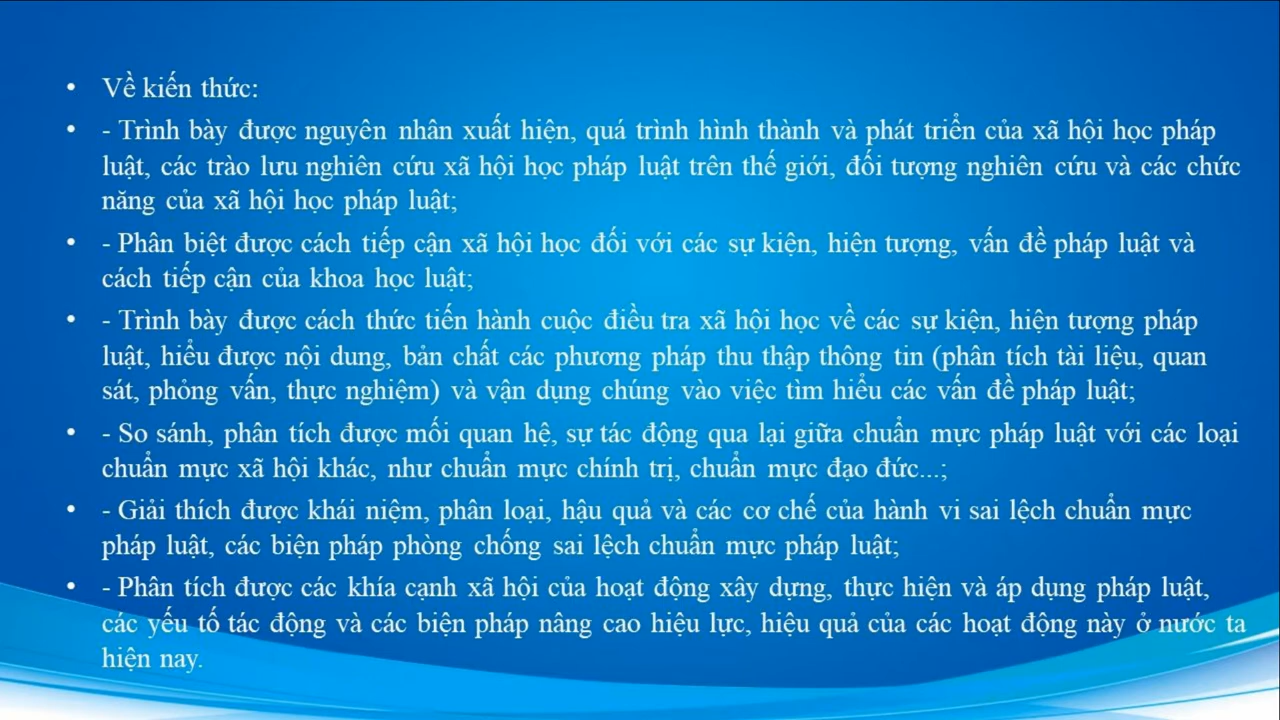 • Về kiến thức:
• - Trình bày được nguyên nhân xuất hiện, quá trình hình thành và phát triển của xã hội học pháp
luật, các trào lưu nghiên cứu xã hội học pháp luật trên thế giới, đối tượng nghiên cứu và các chức
năng của xã hội học pháp luật;
• - Phân biệt được cách tiếp cận xã hội học đối với các sự kiện, hiện tượng, vấn đề pháp luật và
cách tiếp cận của khoa học luật;
• - Trình bày được cách thức tiến hành cuộc điều tra xã hội học về các sự kiện, hiện tượng pháp
luật, hiểu được nội dung, bản chất các phương pháp thu thập thông tin (phân tích tài liệu, quan
sát, phỏng vấn, thực nghiệm) và vận dụng chúng vào việc tìm hiểu các vấn đề pháp luật;
• - So sánh, phân tích được mối quan hệ, sự tác động qua lại giữa chuẩn mực pháp luật với các loại
chuẩn mực xã hội khác, như chuẩn mực chính trị, chuẩn mực đạo đức...;
• - Giải thích được khái niệm, phân loại, hậu quả và các cơ chế của hành vi sai lệch chuẩn mực
pháp luật, các biện pháp phòng chống sai lệch chuẩn mực pháp luật;
• - Phân tích được các khía cạnh xã hội của hoạt động xây dựng, thực hiện và áp dụng pháp luật,
các yếu tố tác động và các biện pháp nâng cao hiệu lực, hiệu quả của các hoạt động này ở nước ta
hiện nay.